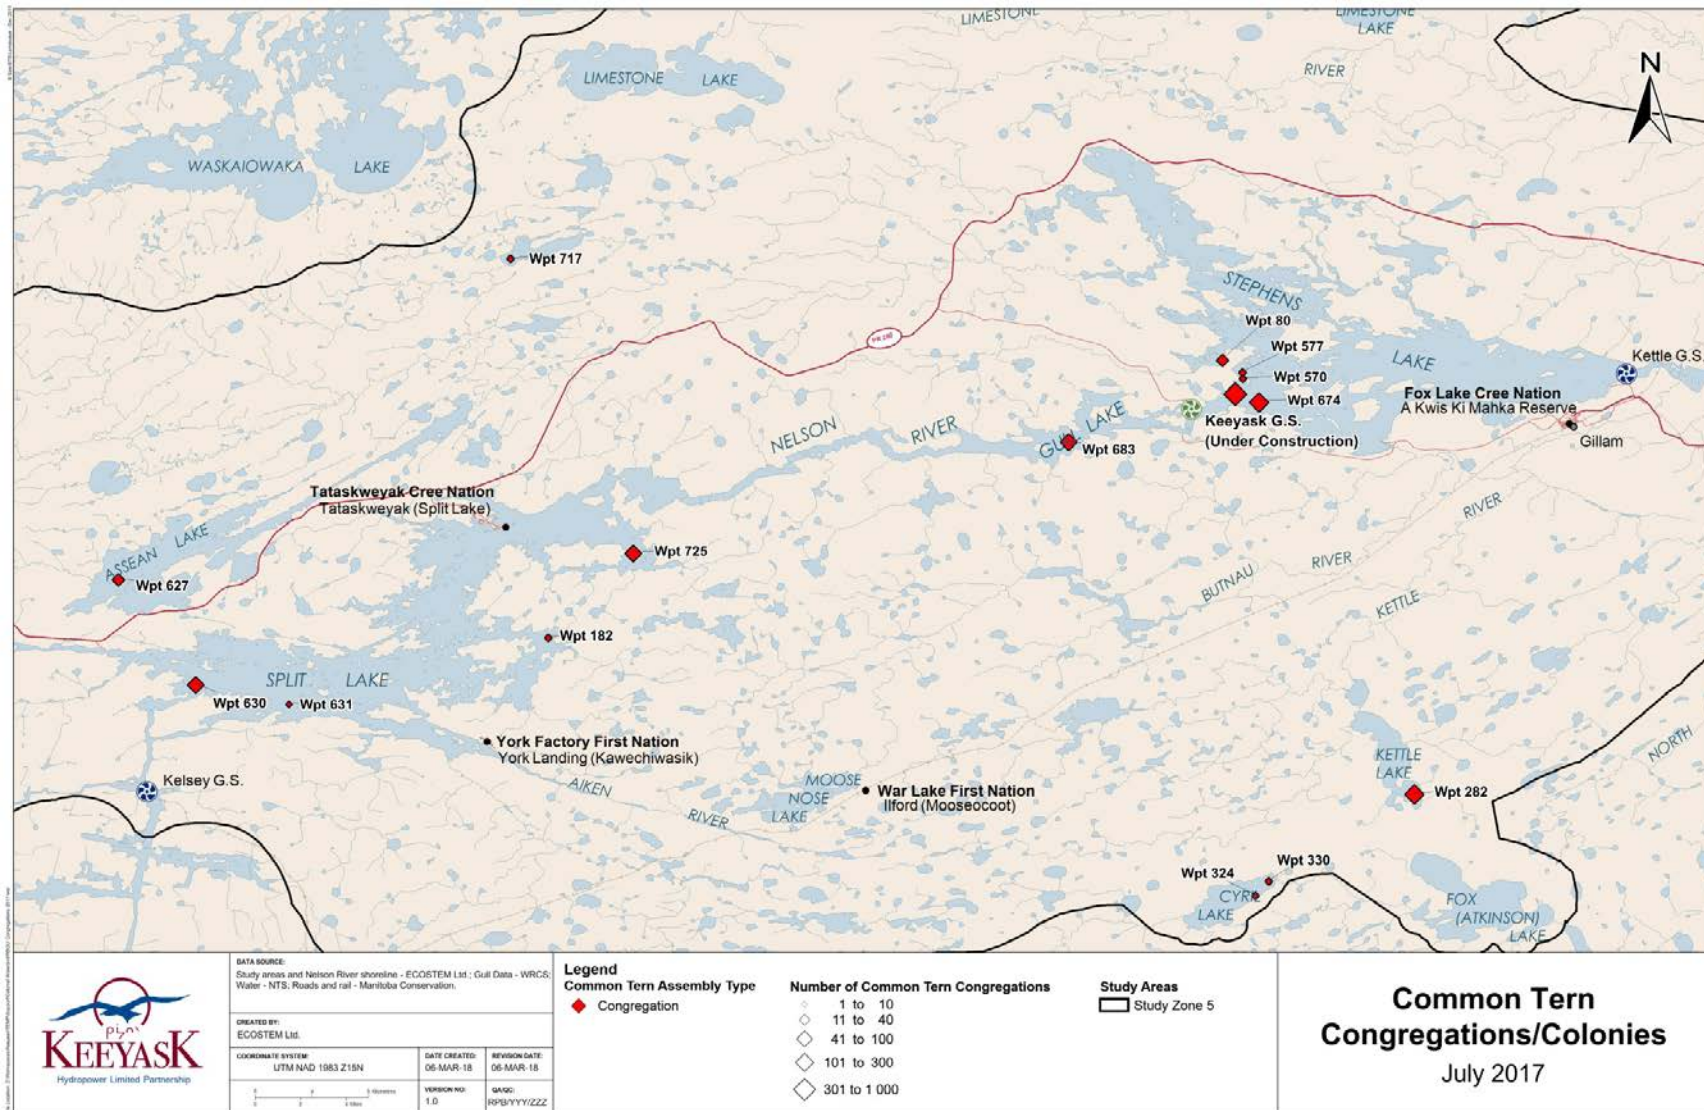 LIMESTONE
LIMESTONE
LAKE
RIVER
N
LIMESTONE LAKE
WASKAIOWAKA LAKE
Wpt 717
STEPHENS
LAKE
Wpt 80
Wpt 577
Wpt 570
Wpt 674
Kettle G.S.
Fox Lake Cree Nation
A Kwis Ki Mahka Reserve
Gillam
Keeyask G.S.
(Under Construction)
GULL LAKE
Wpt 683
NELSON RIVER
Tataskweyak Cree Nation
Tataskweyak (Split Lake)
ASSEAN LAKE
Wpt 627
Wpt 725
Wpt 182
BUTNAU RIVER
KETTLE RIVER
SPLIT LAKE
Wpt 630
Wpt 631
York Factory First Nation
York Landing (Kawechiwasik)
Kelsey G.S.
AIKEN RIVER
MOOSE
NOSE
LAKE
War Lake First Nation
Ilford (Mooseocoot)
KETTLE
LAKE
Wpt 282
NORTH
Wpt 330
Wpt 324
CYRIL
LAKE
FOX
(ATKINSON)
LAKE
KEEYASK
Hydropower Limited Partnership
DATA SOURCE:
Study areas and Nelson River shoreline - ECOSTEM Ltd.; Gull Data - WRCS;
Water - NTS; Roads and rail - Manitoba Conservation.
CREATED BY:
ECOSTEM Ltd.
COORDINATE SYSTEM:
UTM NAD 1983 Z15N
DATE CREATED:
06-MAR-18
REVISION DATE:
06-MAR-18
VERSION NO:
1.0
QA/QC:
RPB/YYY/ZZZ
Legend
Common Tern Assembly Type
Congregation
Number of Common Tern Congregations
1 to 10
11 to 40
41 to 100
101 to 300
301 to 1 000
Study Areas
Study Zone 5
Common Tern
Congregations/Colonies
July 2017